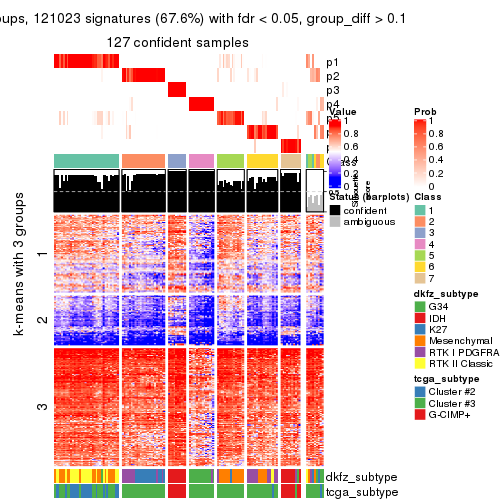 oups, 121023 signatures (67.6%) with fdr < 0.05, group_diff > 0.1
127 confident samples
p1
p2
p3
p4
k-means with 3 groups
1
2
3
Value
1
0.8
0.6
0.4
0.2
0
Prob
1
0.8
0.6
0.4
0.2
0
Status (barplots)
confident
ambiguous
Class
1
2
3
4
5
6
7
dkfz_subtype
G34
IDH
K27
Mesenchymal
RTK I PDGFRA
RTK II Classic
tcga_subtype
Cluster #2
Cluster #3
G-CIMP+
dkfz_subtype
tcga_subtype